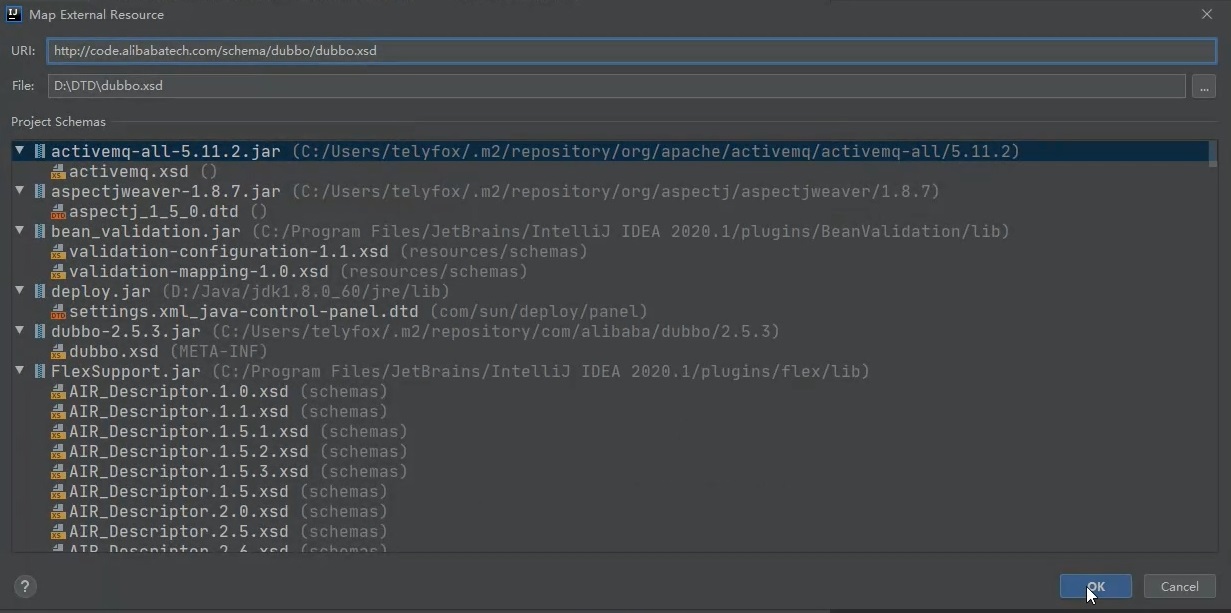 Map External Resource
URI: http://code.alibabatech.com/schema/dubbo/dubbo.xsd
File: D:\DTD\dubbo.xsd ...
Project Schemas
activemq-all-5.11.2.jar (C:/Users/telyfox/.m2/repository/org/apache/activemq/activemq-all/5.11.2)
activemq.xsd ()
aspectjweaver-1.8.7.jar (C:/Users/telyfox/.m2/repository/org/aspectj/aspectjweaver/1.8.7)
aspectj_1_5_0.dtd ()
bean_validation.jar (C:/Program Files/JetBrains/IntelliJ IDEA 2020.1/plugins/BeanValidation/lib)
validation-configuration-1.1.xsd (resources/schemas)
validation-mapping-1.0.xsd (resources/schemas)
deploy.jar (D:/Java/jdk1.8.0_60/jre/lib)
settings.xml_java-control-panel.dtd (com/sun/deploy/panel)
dubbo-2.5.3.jar (C:/Users/telyfox/.m2/repository/com/alibaba/dubbo/2.5.3)
dubbo.xsd (META-INF)
FlexSupport.jar (C:/Program Files/JetBrains/IntelliJ IDEA 2020.1/plugins/flex/lib)
AIR_Descriptor.1.0.xsd (schemas)
AIR_Descriptor.1.1.xsd (schemas)
AIR_Descriptor.1.5.1.xsd (schemas)
AIR_Descriptor.1.5.2.xsd (schemas)
AIR_Descriptor.1.5.3.xsd (schemas)
AIR_Descriptor.1.5.xsd (schemas)
AIR_Descriptor.2.0.xsd (schemas)
AIR_Descriptor.2.5.xsd (schemas)
AIR_Descriptor.2.6.xsd (schemas)
? OK Cancel